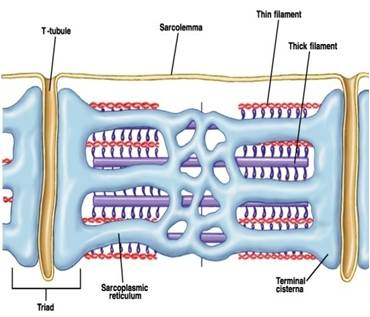 Thin filament
T-tubule
Sarcolemma
Thick filament
Sarcoplasmic
reticulum
Terminal
cisterna
Triad